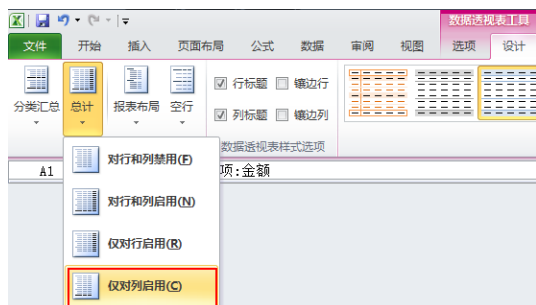 数据透视表工具
文件 开始 插入 页面布局 公式 数据 审阅 视图 选项 设计
分类汇总 总计 报表布局 空行
行标题 镶边行
列标题 镶边列
数据透视表样式选项
A1 项:金额
对行和列禁用(F)
对行和列启用(N)
仅对行启用(R)
仅对列启用(C)